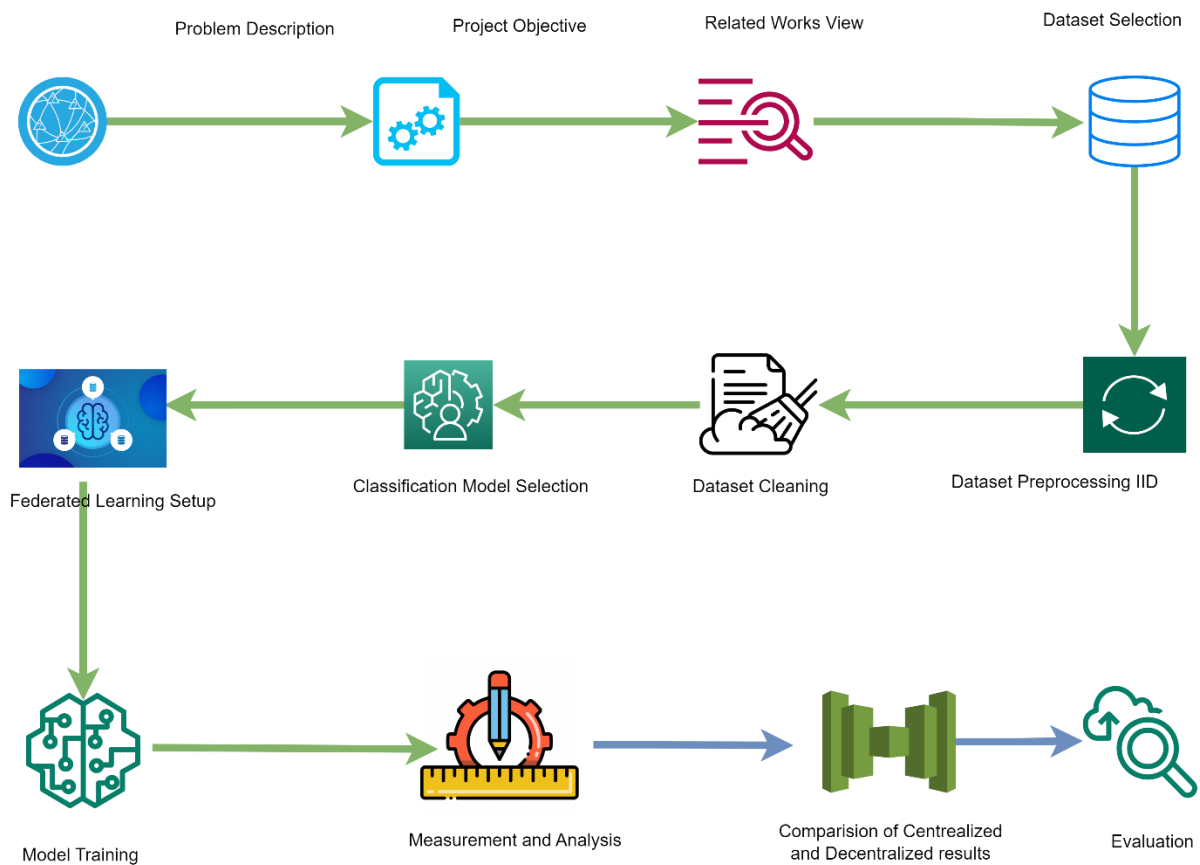 Problem Description
Project Objective
Related Works View
Dataset Selection
Federated Learning Setup
Classification Model Selection
Dataset Cleaning
Dataset Preprocessing IID
Model Training
Measurement and Analysis
Comparision of Centrealized
and Decentralized results
Evaluation